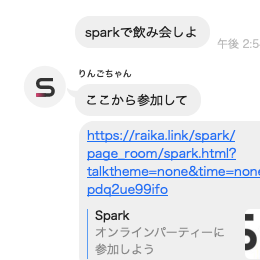 sparkで飲み会しよ
午後 2:5
りんごちゃん
S
ここから参加して
https://raika.link/spark/
page_room/spark.html?
talktheme=none&time=none
pdq2ue99ifo
Spark
オンラインパーティーに
参加しよう
S